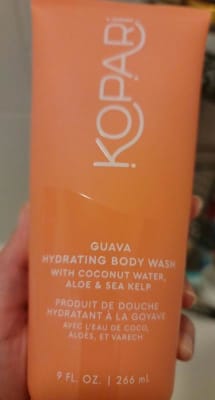 KOPARI
GUAVA
HYDRATING BODY WASH
WITH COCONUT WATER,
ALOE & SEA KELP
PRODUIT DE DOUCHE
HYDRATANT À LA GOYAVE
AVEC L'EAU DE COCO,
ALOÈS, ET VARECH
9 FL. OZ. | 266 mL